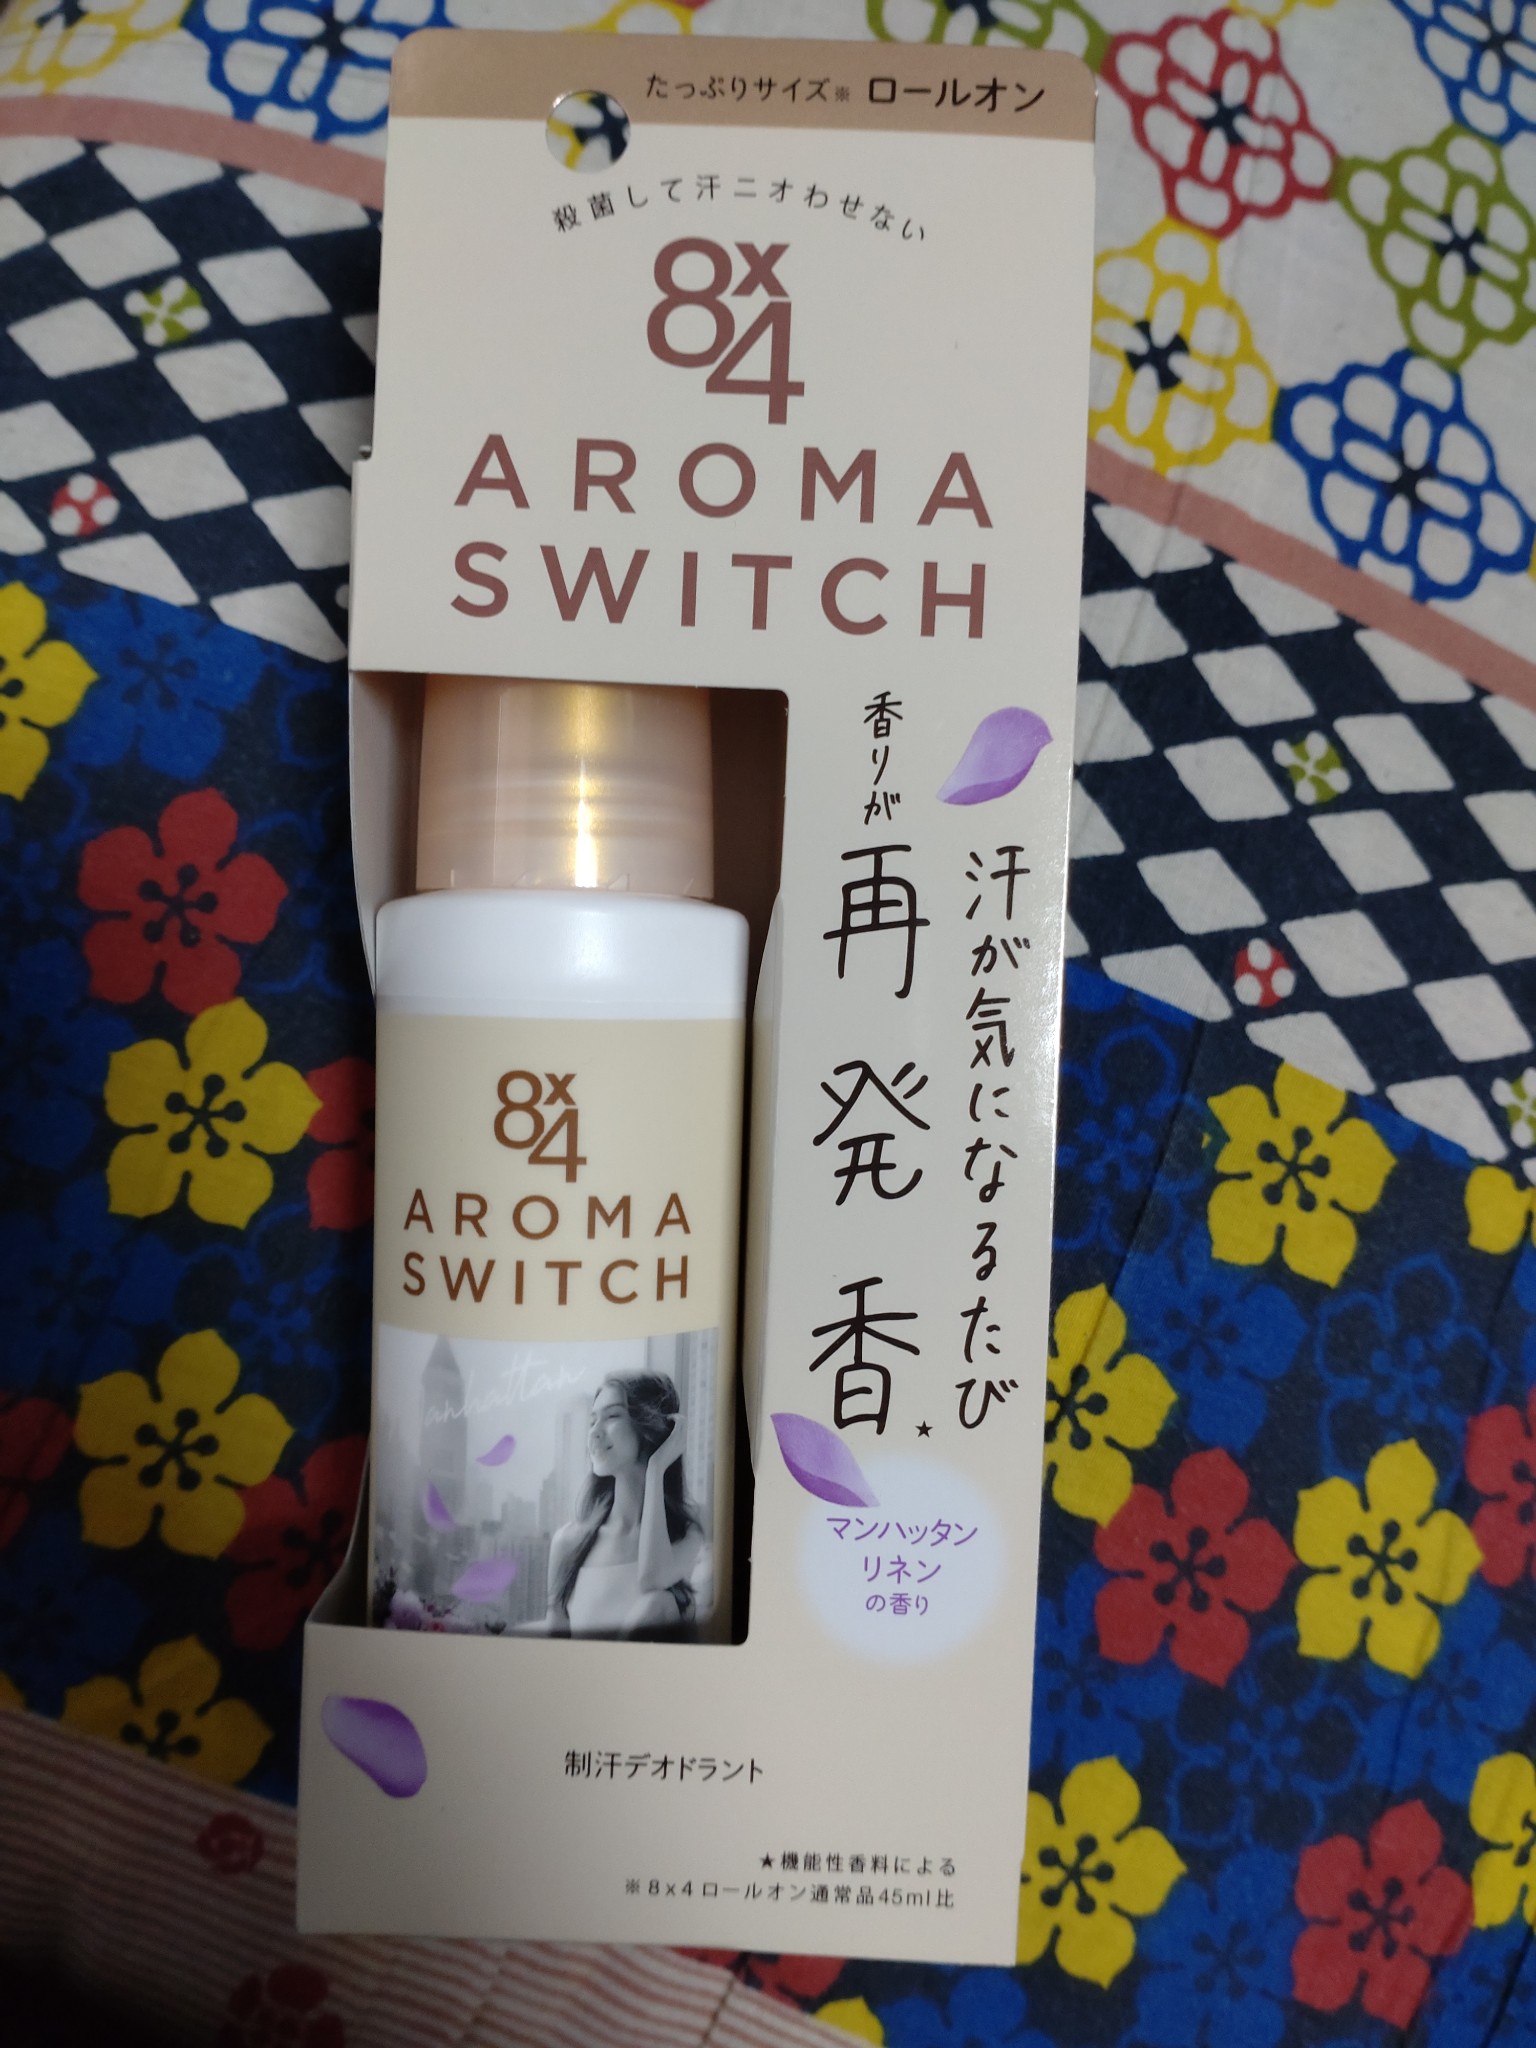 たっぷりサイズ※ ロールオン
殺菌して汗ニオわせない
8x4
AROMA
SWITCH
汗が気になるたび
香りが
再発香★
マンハッタン
リネン
の香り
8x4
AROMA
SWITCH
anhattan
制汗デオドラント
★機能性香料による
※8x4ロールオン通常品45ml比